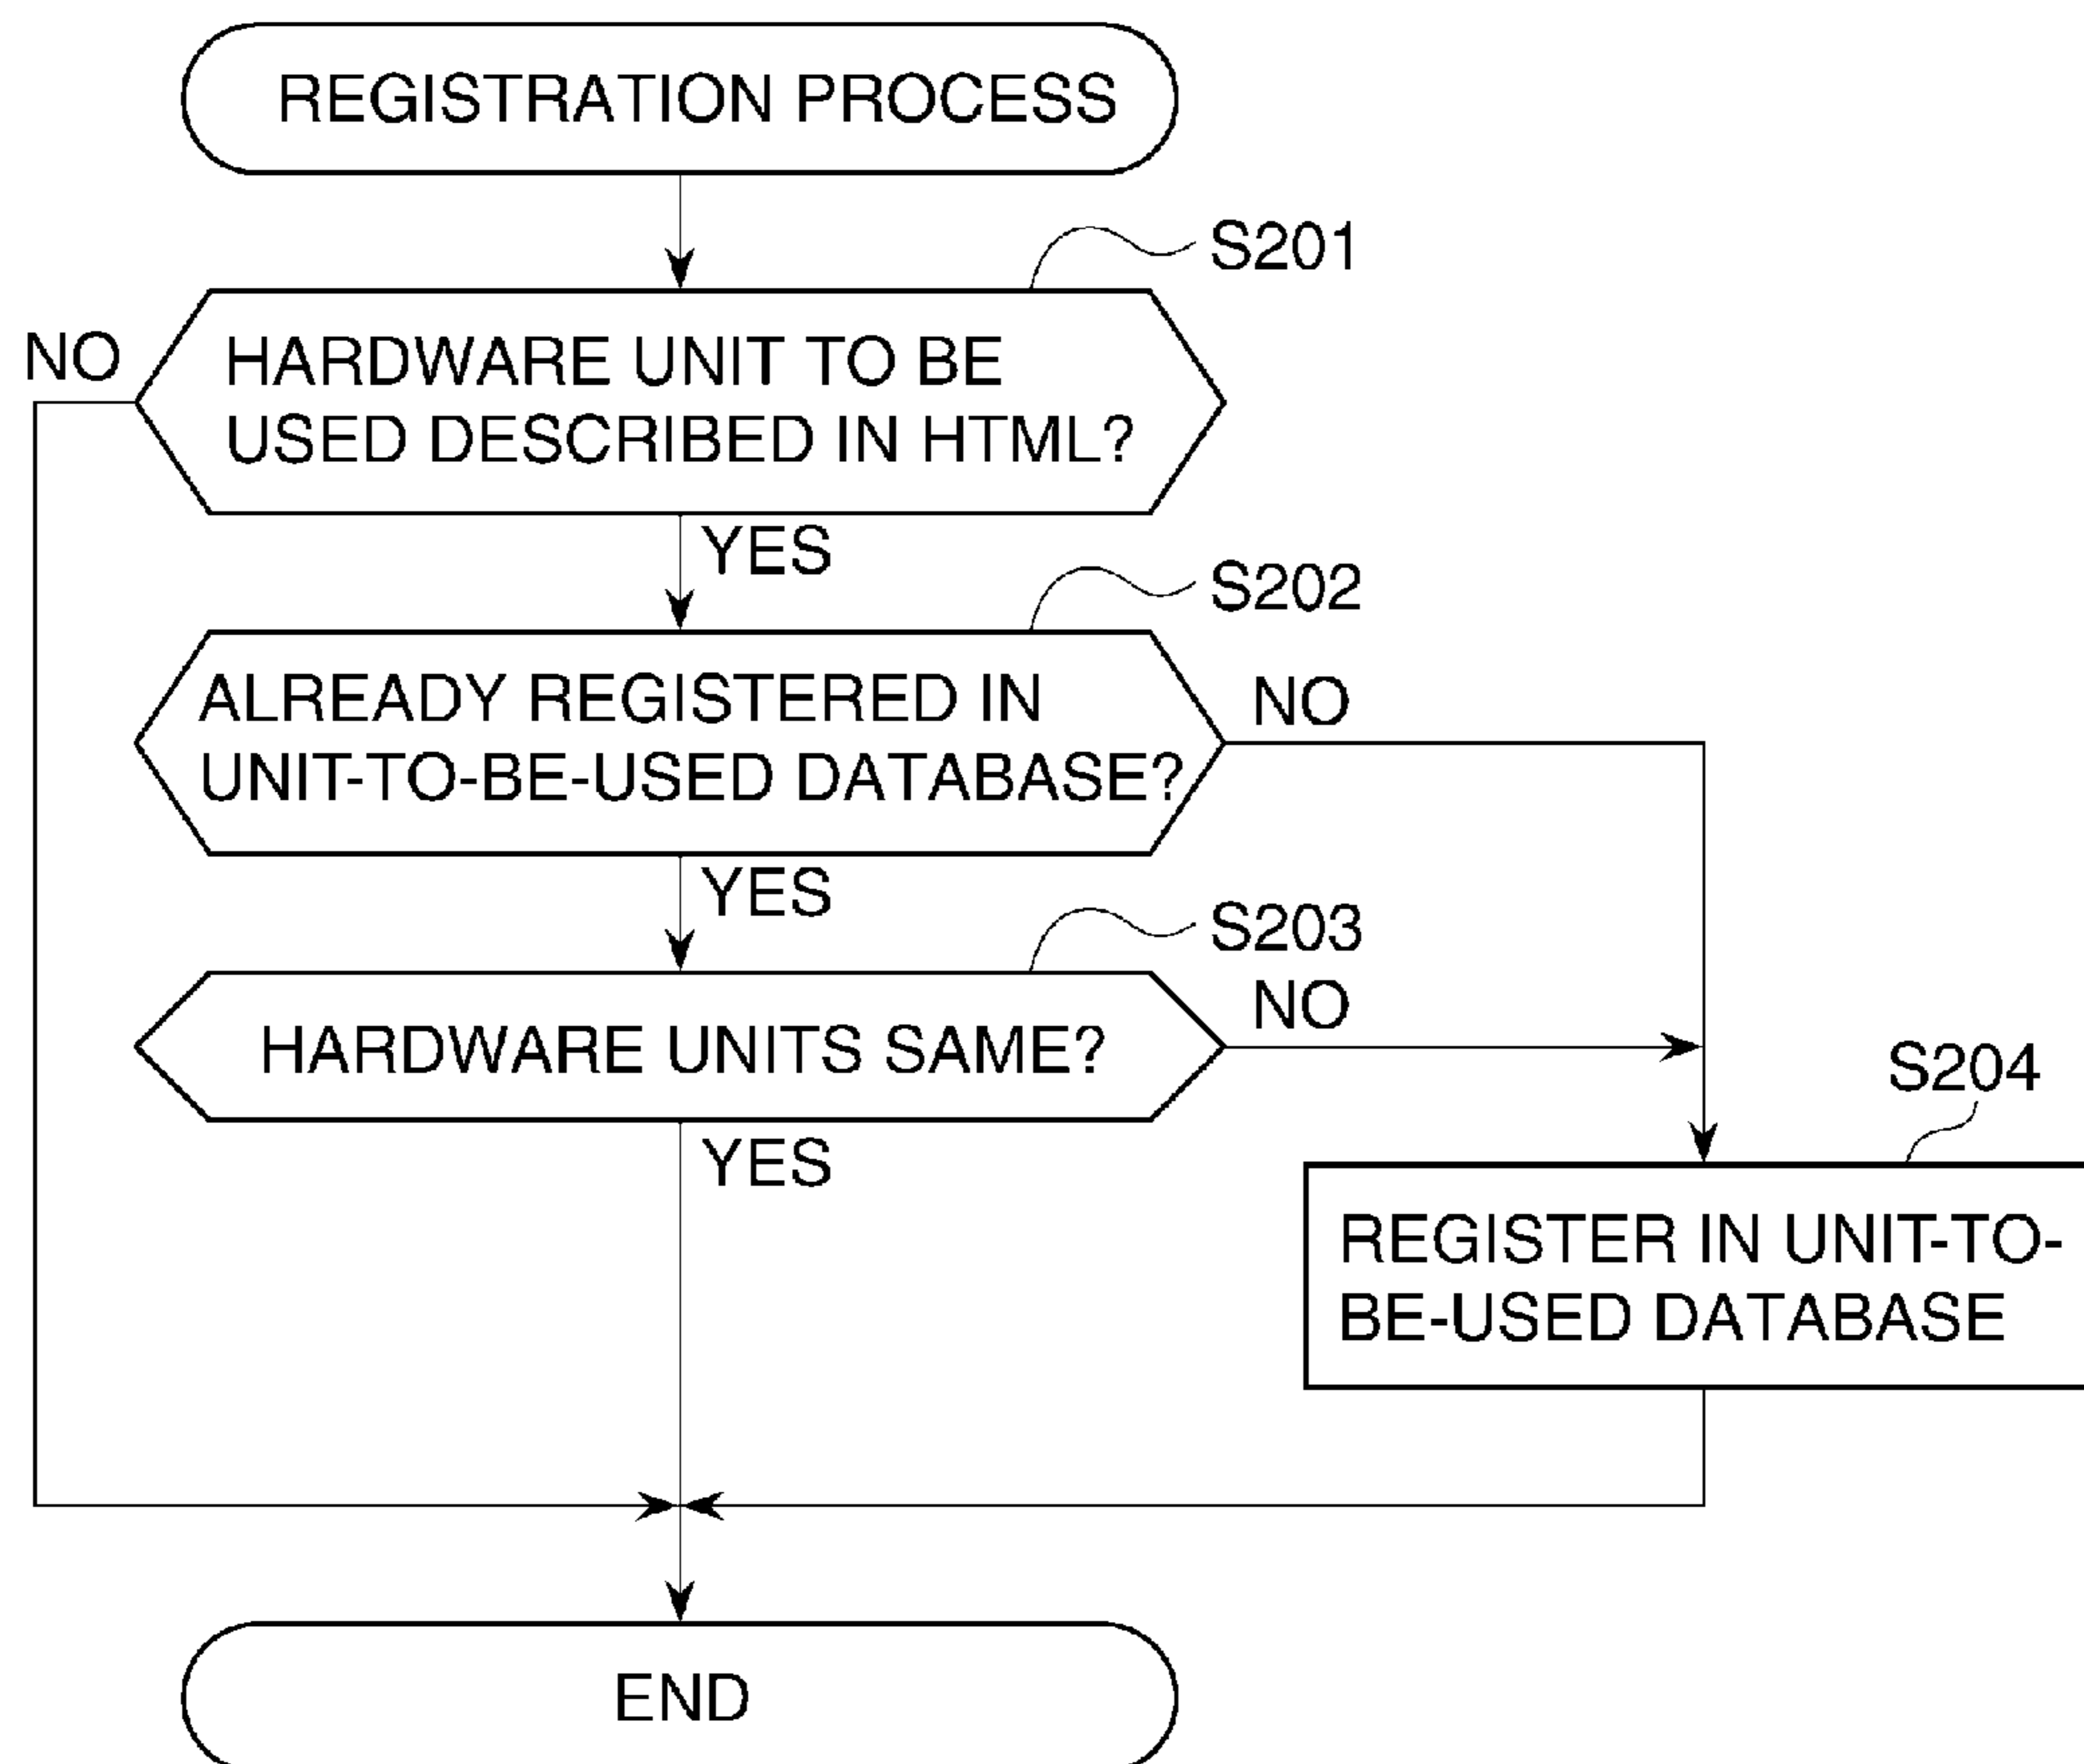 REGISTRATION PROCESS
S201
NO
HARDWARE UNIT TO BE
USED DESCRIBED IN HTML?
YES
S202
ALREADY REGISTERED IN
UNIT-TO-BE-USED DATABASE?
NO
YES
S203
NO
HARDWARE UNITS SAME?
S204
YES
REGISTER IN UNIT-TO-
BE-USED DATABASE
END